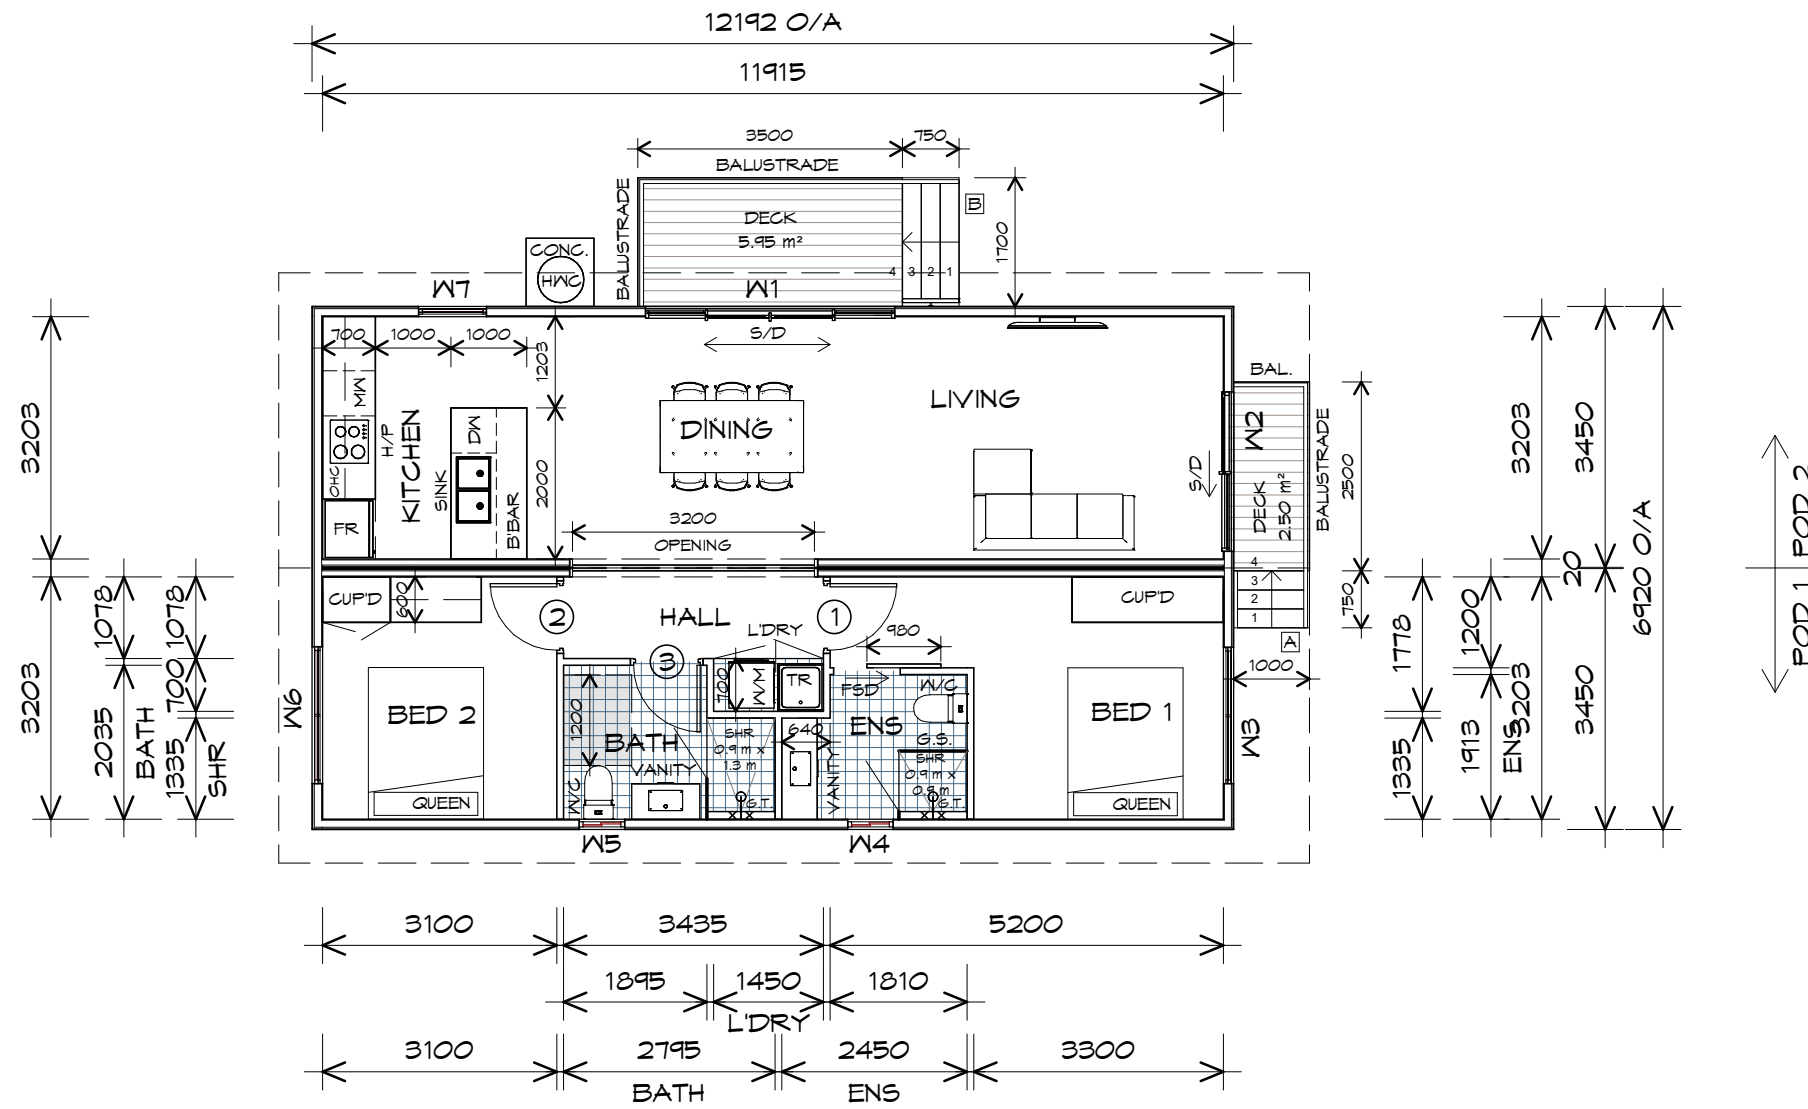 12192 O/A
11915
3500
750
BALUSTRADE
BALUSTRADE
DECK
5.95 m²
B
1700
4 3 2 1
CONC.
HWC
W7
W1
S/D
700
1000
1000
1203
MW
H/P
OHC
FR
KITCHEN
SINK
DW
B'BAR
2000
DINING
LIVING
3200
OPENING
S/D
W2
BAL.
DECK
2.50 m²
BALUSTRADE
2500
4
3
2
1
750
A
1000
3203
3203
1078
2035
BATH
1078
700
1335
SHR
3203
3450
20
6920 O/A
3203
3450
1778
1335
1200
1913
ENS
POD 1
POD 2
CUP'D
600
2
HALL
1
L'DRY
3
980
CUP'D
W6
BED 2
QUEEN
1200
BATH
W/C
VANITY
700
W/M
TR
SHR
0.9 m x
1.3 m
G.T.
640
FSD
ENS
VANITY
W/C
G.S.
SHR
0.9 m x
0.9 m
G.T.
BED 1
QUEEN
W3
W5
W4
3100
3435
5200
1895
1450
1810
L'DRY
3100
2795
2450
3300
BATH
ENS